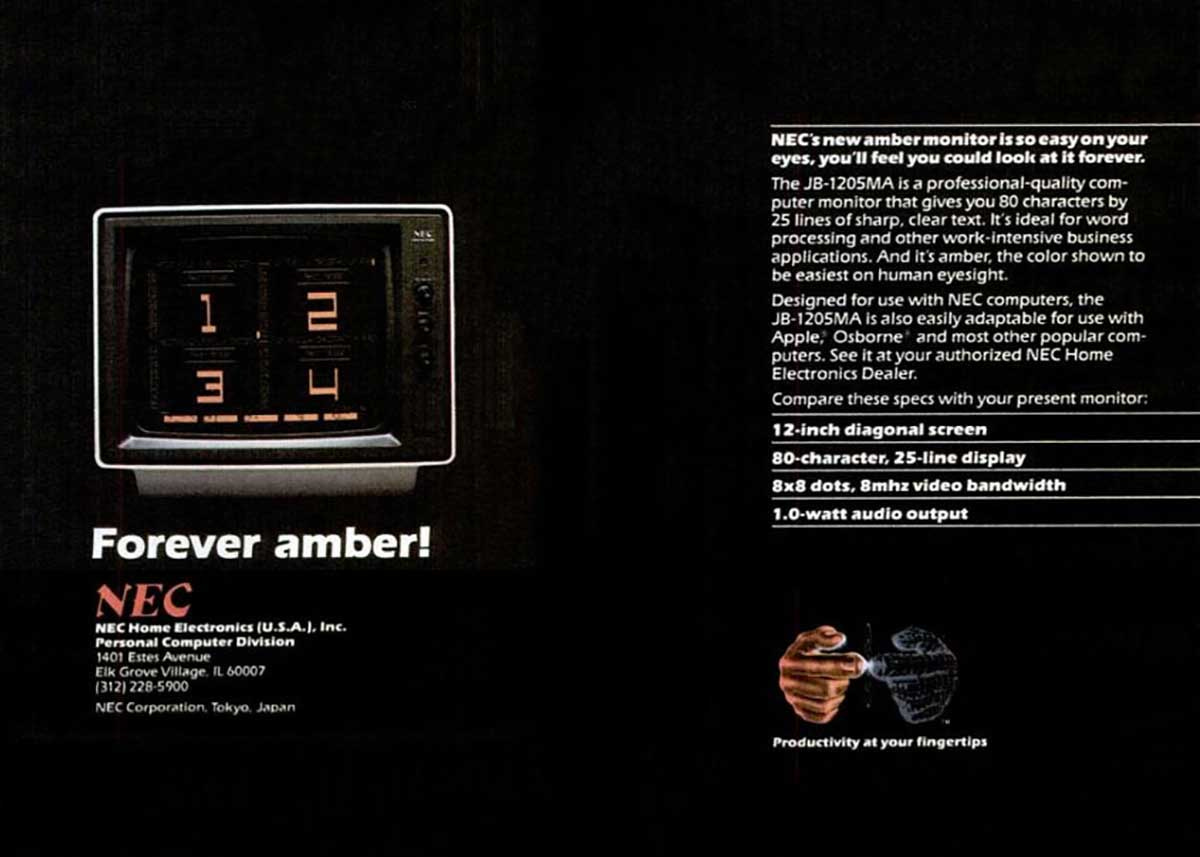 NEC
1 2
3 4
Forever amber!
NEC
NEC Home Electronics (U.S.A.), Inc.
Personal Computer Division
1401 Estes Avenue
Elk Grove Village, IL 60007
(312) 228-5900
NEC Corporation, Tokyo, Japan
NEC's new amber monitor is so easy on your
eyes, you'll feel you could look at it forever.
The JB-1205MA is a professional-quality com-
puter monitor that gives you 80 characters by
25 lines of sharp, clear text. It's ideal for word
processing and other work-intensive business
applications. And it's amber, the color shown to
be easiest on human eyesight.
Designed for use with NEC computers, the
JB-1205MA is also easily adaptable for use with
Apple,® Osborne® and most other popular com-
puters. See it at your authorized NEC Home
Electronics Dealer.
Compare these specs with your present monitor:
12-inch diagonal screen
80-character, 25-line display
8x8 dots, 8mhz video bandwidth
1.0-watt audio output
Productivity at your fingertips